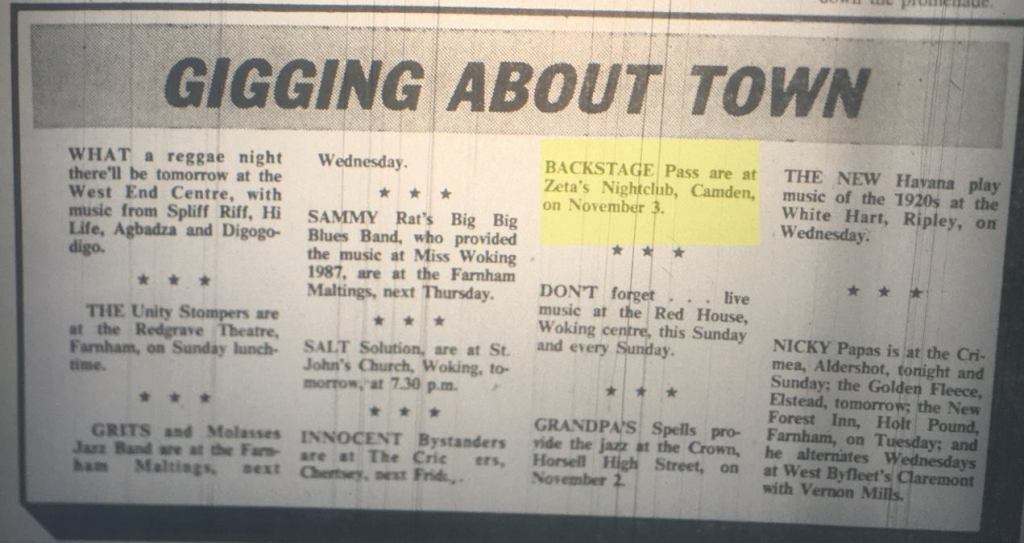 GIGGING ABOUT TOWN
WHAT a reggae night
there'll be tomorrow at the
West End Centre, with
music from Spliff Riff, Hi
Life, Agbadza and Digogo-
digo.
★ ★ ★
THE Unity Stompers are
at the Redgrave Theatre,
Farnham, on Sunday lunch-
time.
★ ★ ★
GRITS and Molasses
Jazz Band are at the Farn-
ham Maltings, next
Wednesday.
★ ★ ★
SAMMY Rat's Big Big
Blues Band, who provided
the music at Miss Woking
1987, are at the Farnham
Maltings, next Thursday.
★ ★ ★
SALT Solution, are at St.
John's Church, Woking, to-
morrow, at 7.30 p.m.
★ ★ ★
INNOCENT Bystanders
are at The
Chertsey, next
BACKSTAGE Pass are at
Zeta's Nightclub, Camden,
on November 3.
★ ★ ★
DON'T forget . . . live
music at the Red House,
Woking centre, this Sunday
and every Sunday.
★ ★ ★
GRANDPA'S Spells pro-
vide the jazz at the Crown,
Horsell High Street, on
November 2.
THE NEW Havana play
music of the 1920s at the
White Hart, Ripley, on
Wednesday.
★ ★ ★
NICKY Papas is at the Cri-
mea, Aldershot, tonight and
Sunday; the Golden Fleece,
Elstead, tomorrow; the New
Forest Inn, Holt Pound,
Farnham, on Tuesday; and
he alternates Wednesdays
at West Byfleet's Claremont
with Vernon Mills.